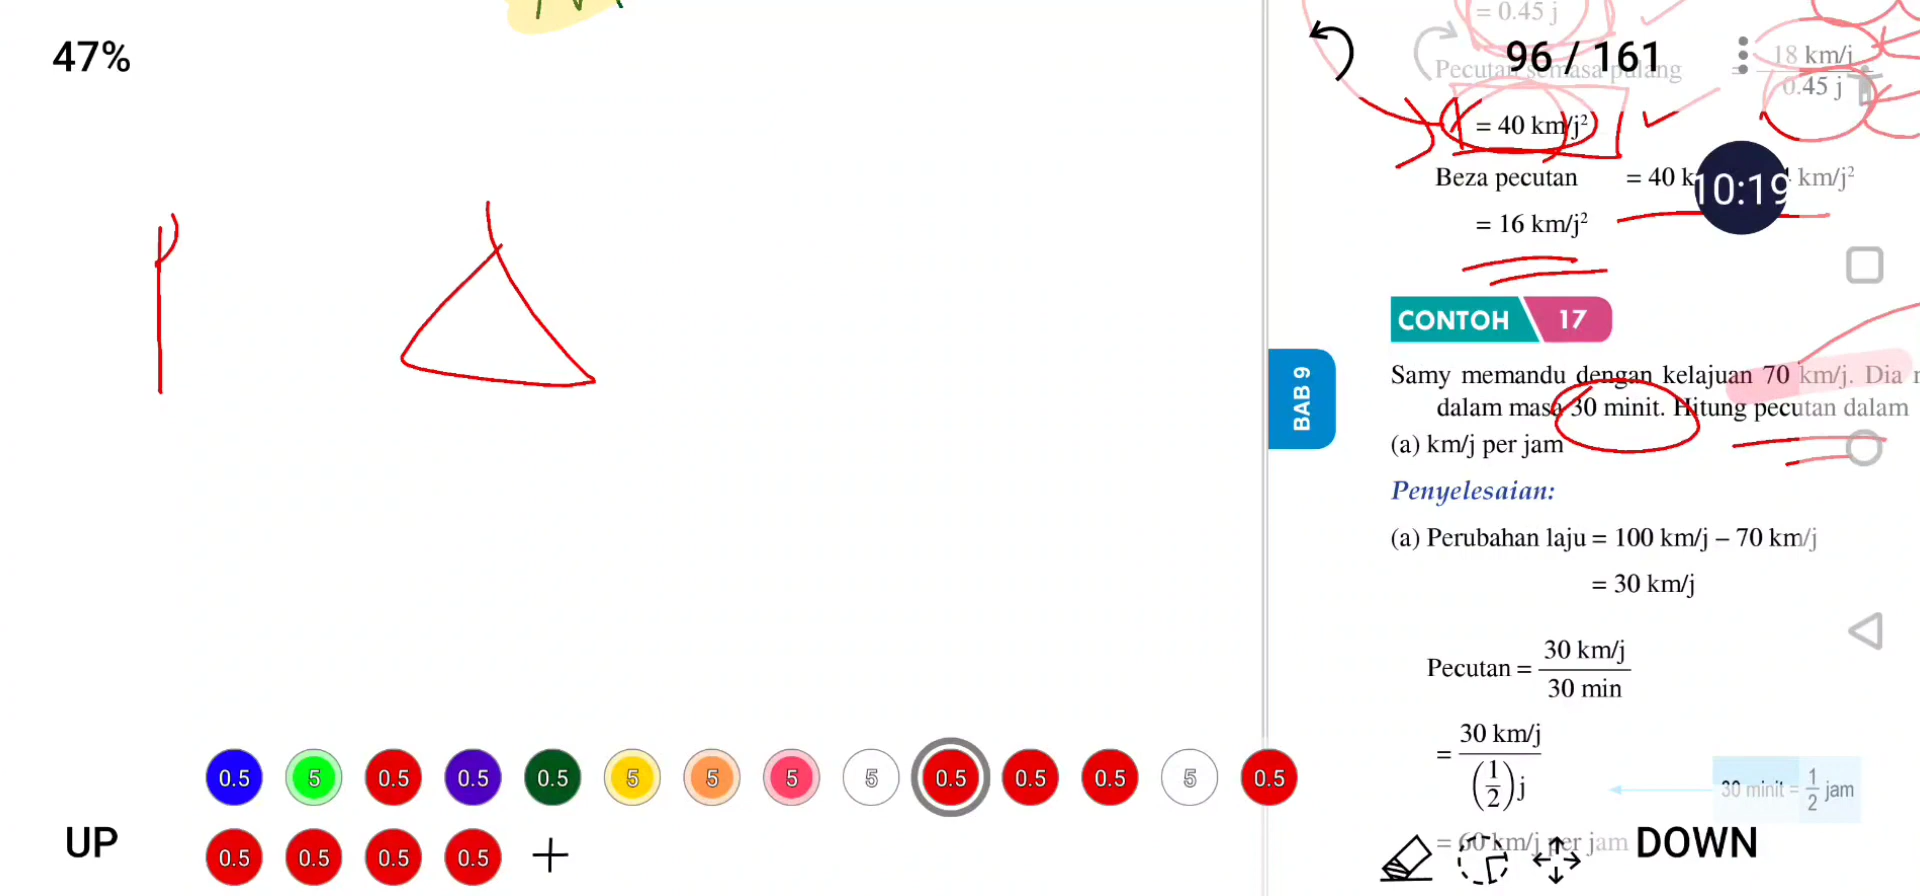 47%
= 0.45 j
96 / 161
Pecutan semasa pulang
18 km/j
0.45 j
= 40 km/j²
Beza pecutan = 40 k
10:19
km/j²
= 16 km/j²
CONTOH 17
BAB 9
Samy memandu dengan kelajuan 70 km/j. Dia
dalam masa 30 minit. Hitung pecutan dalam
(a) km/j per jam
Penyelesaian:
(a) Perubahan laju = 100 km/j – 70 km/j
= 30 km/j
Pecutan = 30 km/j
30 min
= 30 km/j
(1/2) j
30 minit = 1/2 jam
= 60 km/j per jam
0.5 5 0.5 0.5 0.5 5 5 5 5 0.5 0.5 0.5 5 0.5
UP 0.5 0.5 0.5 0.5 +
DOWN